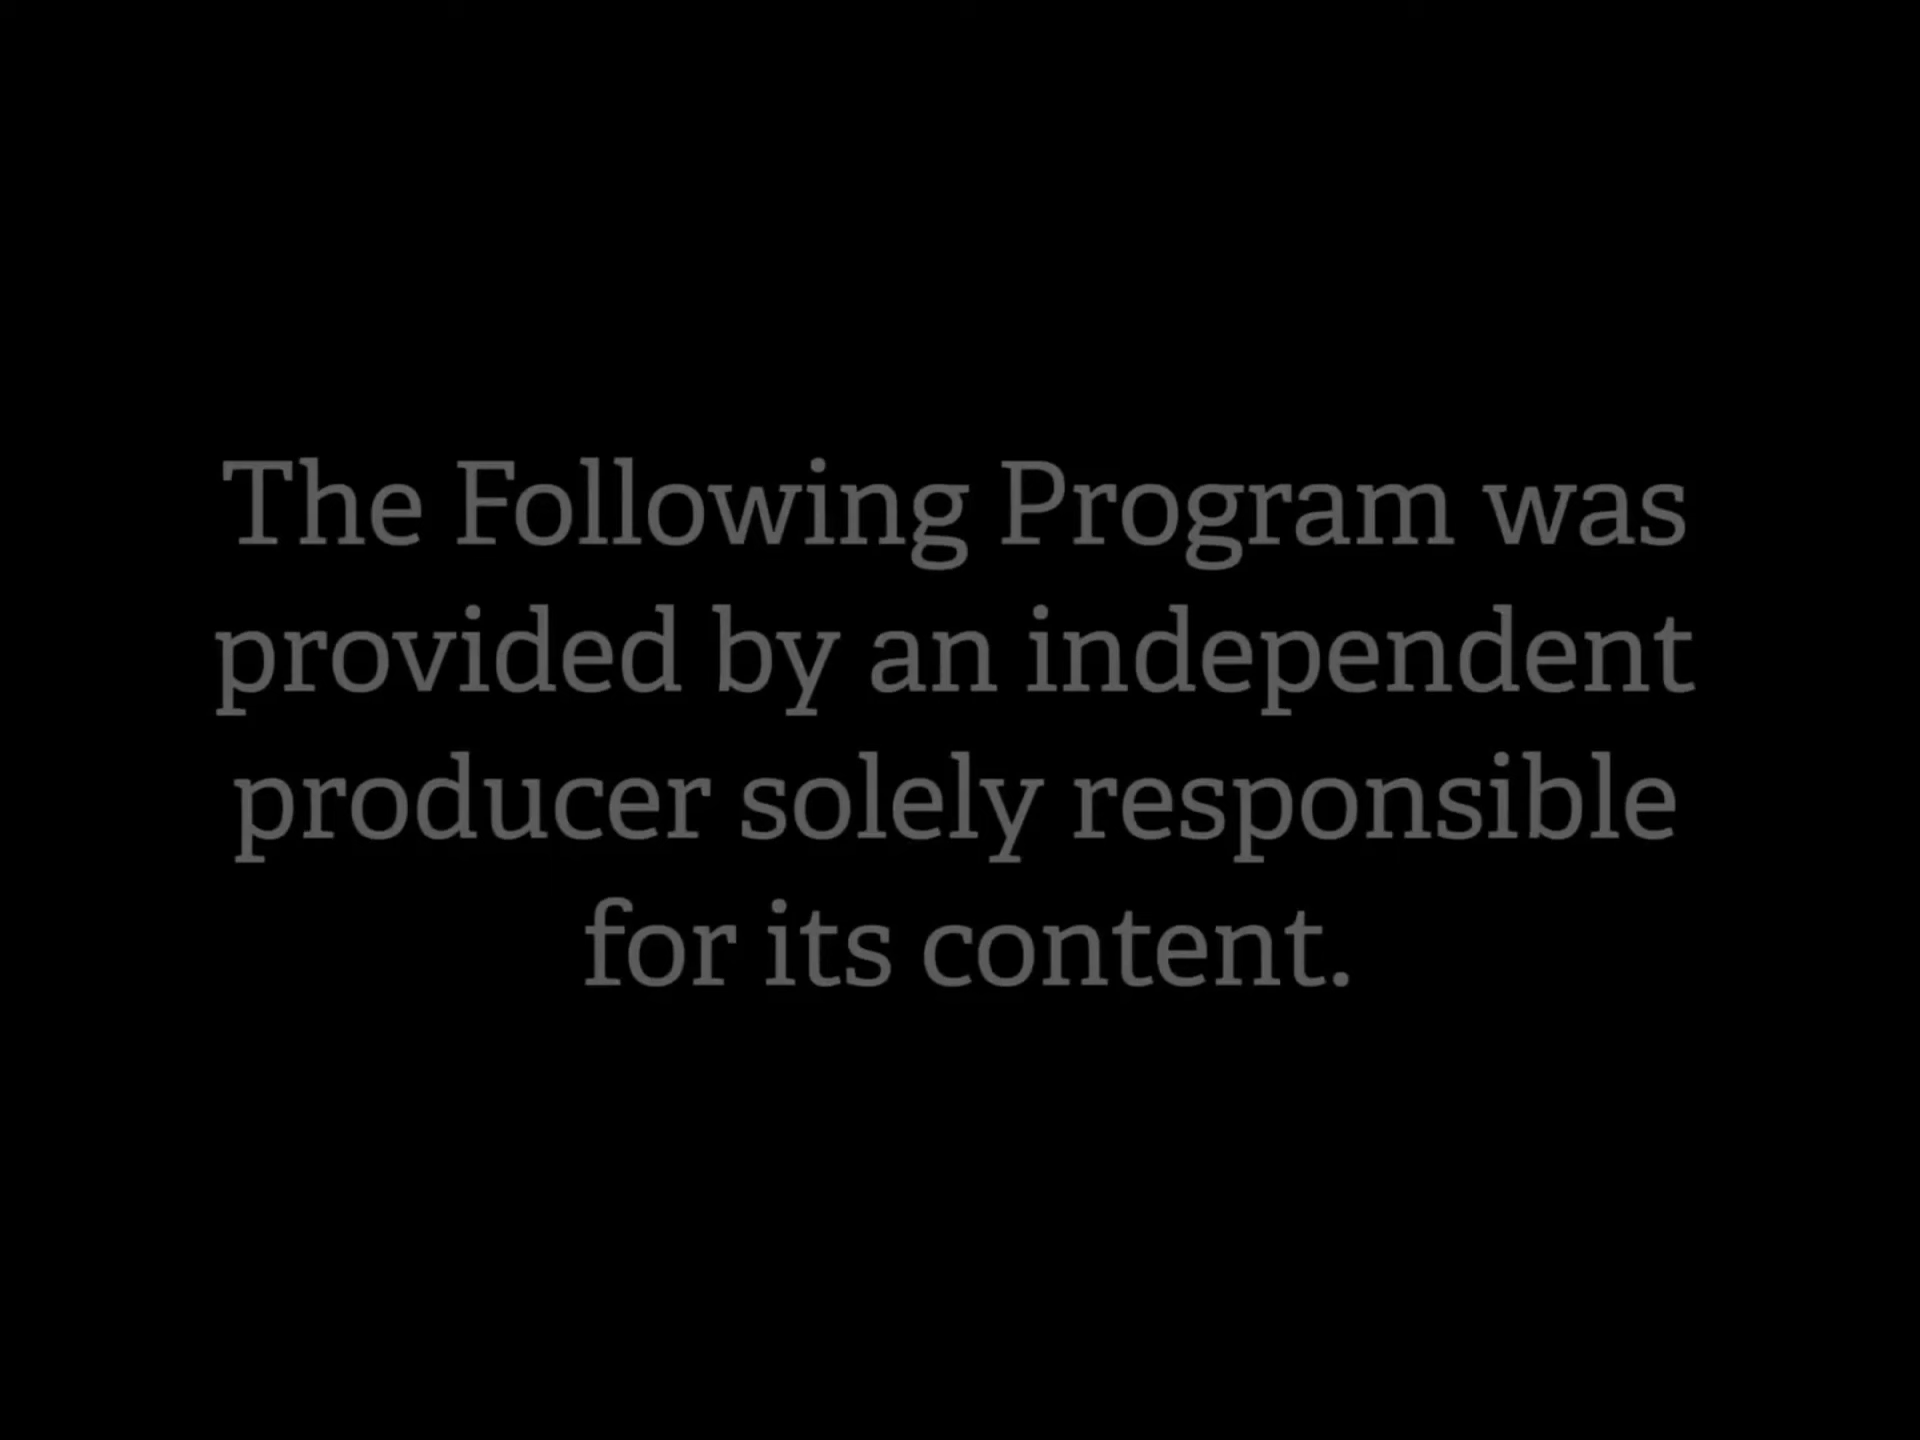 The Following Program was
provided by an independent
producer solely responsible
for its content.